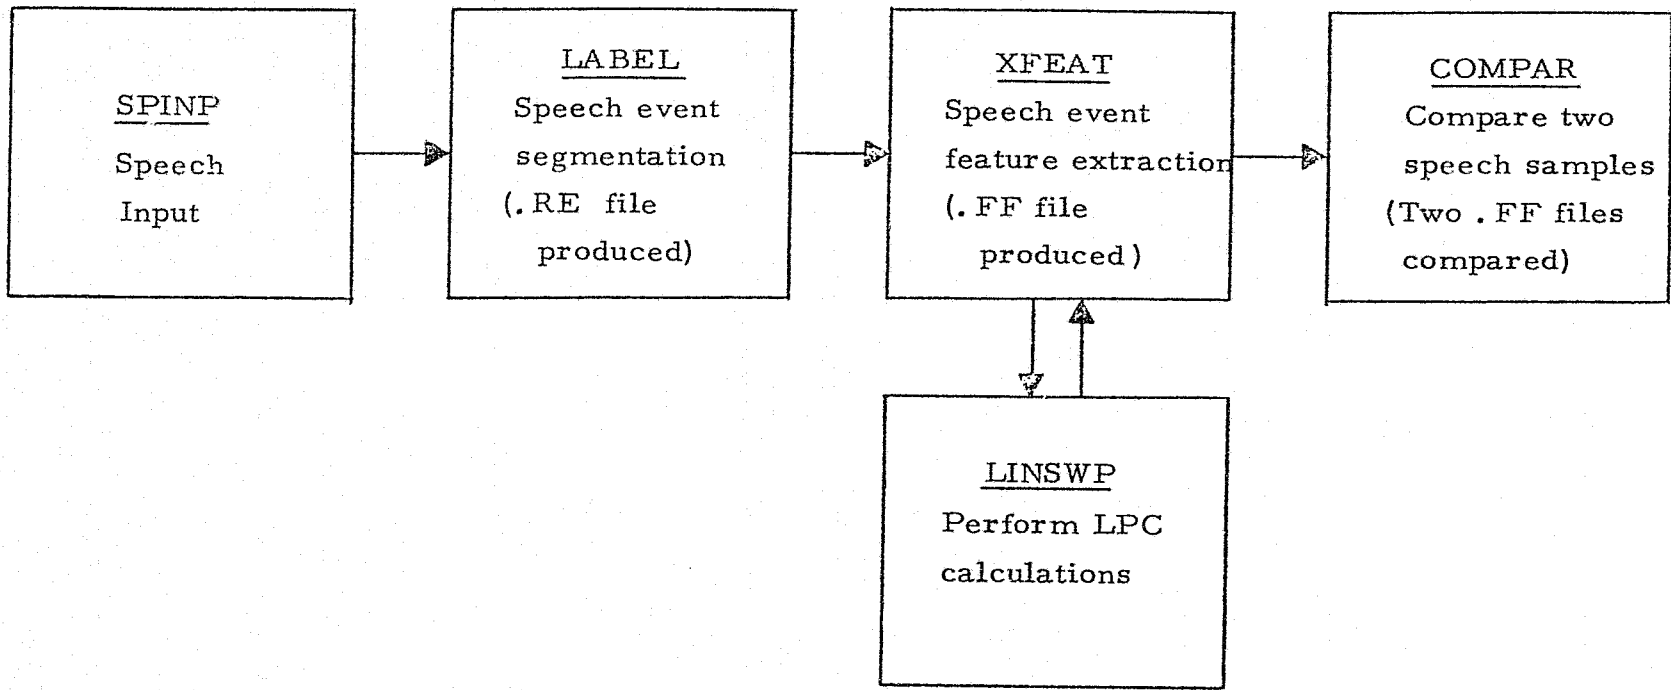 SPINP
Speech
Input
LABEL
Speech event
segmentation
(. RE file
produced)
XFEAT
Speech event
feature extraction
(. FF file
produced)
COMPAR
Compare two
speech samples
(Two . FF files
compared)
LINSWP
Perform LPC
calculations